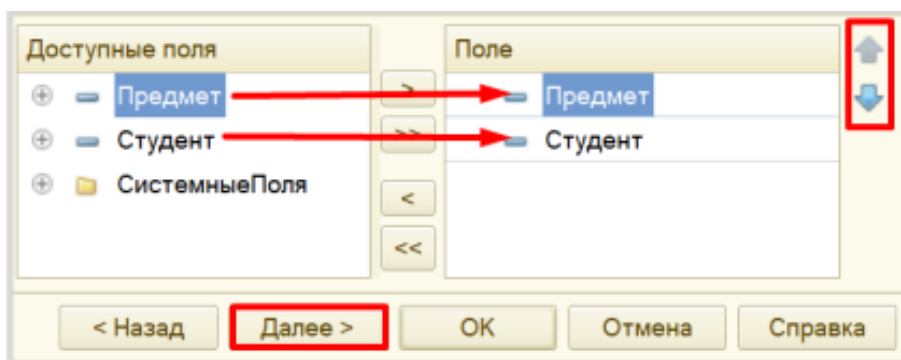 Доступные поля
Поле
Предмет
>
Предмет
Студент
>>
Студент
СистемныеПоля
<
<<
< Назад
Далее >
OK
Отмена
Справка